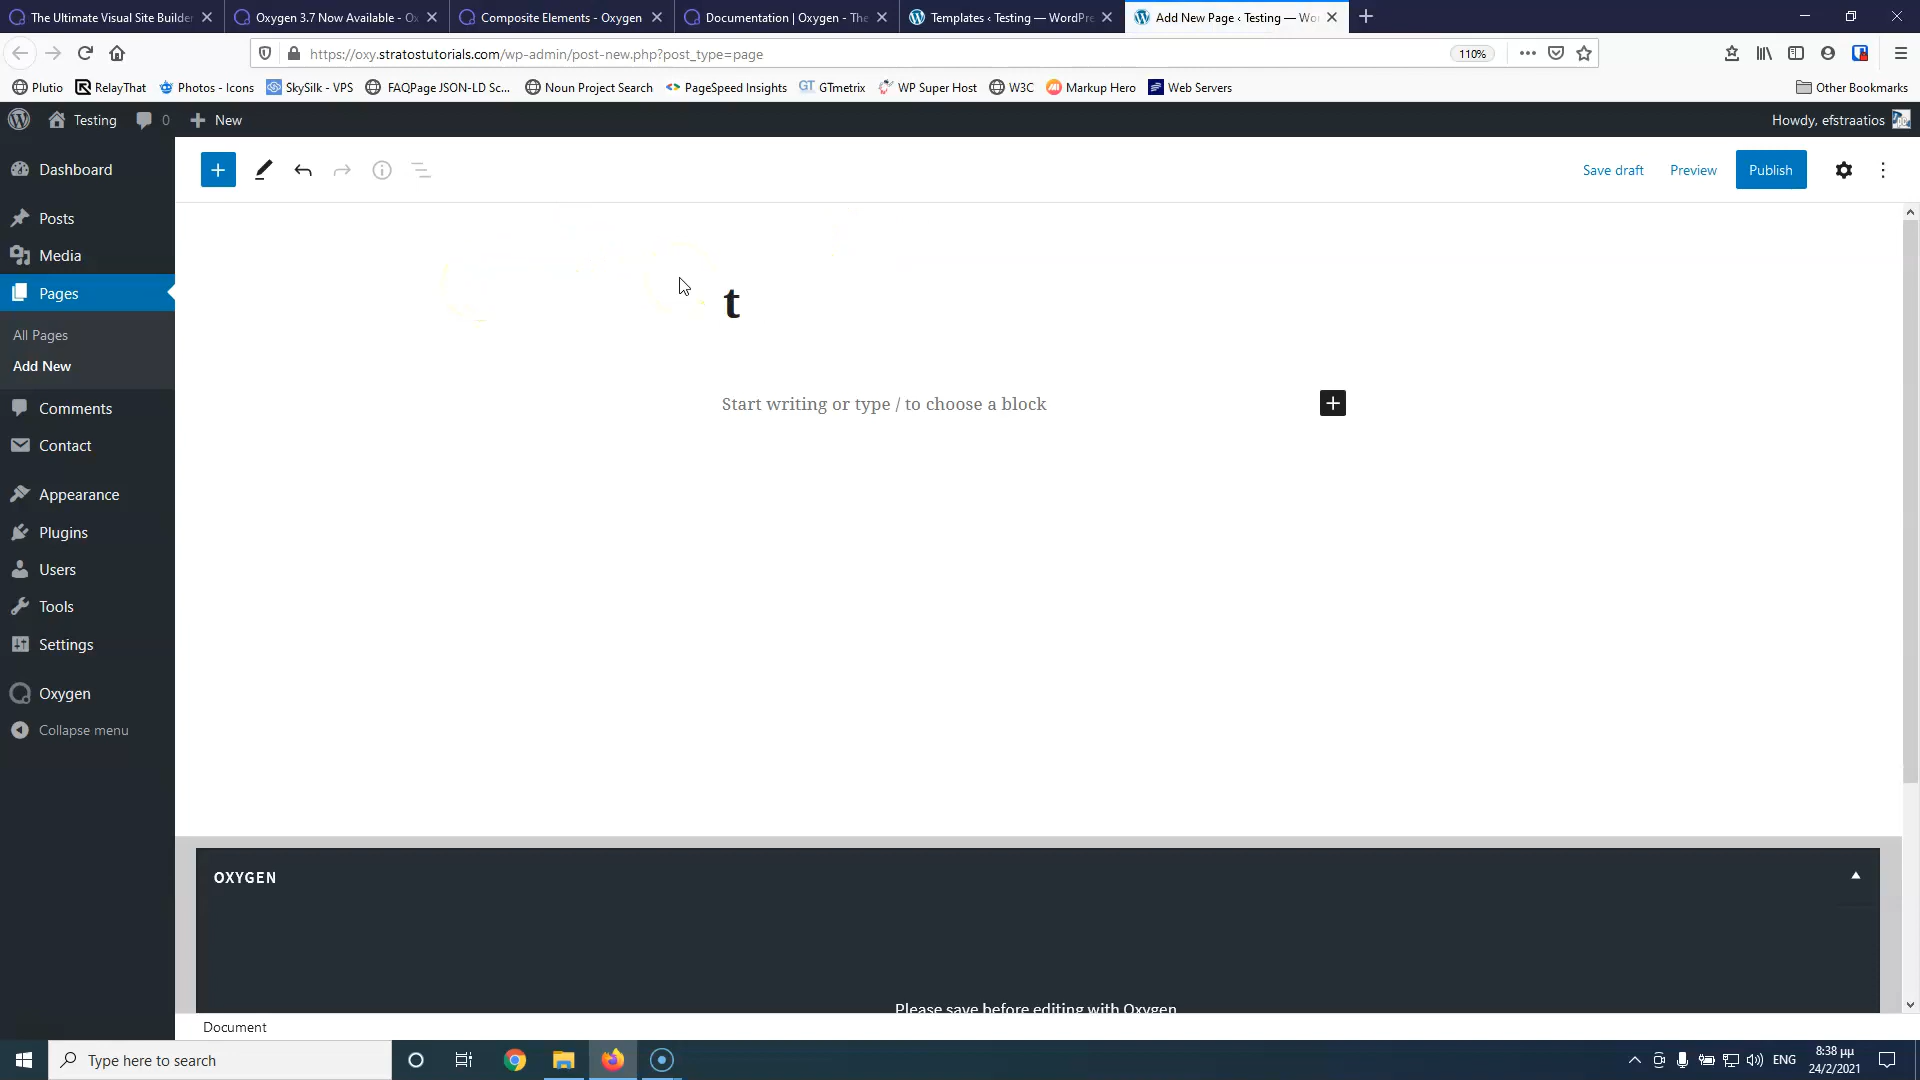 The Ultimate Visual Site Builder
Oxygen 3.7 Now Available - Ox
Composite Elements - Oxygen
Documentation | Oxygen - The
Templates ‹ Testing — WordPre
Add New Page ‹ Testing — Wor
https://oxy.stratostutorials.com/wp-admin/post-new.php?post_type=page
110%
Plutio
RelayThat
Photos - Icons
SkySilk - VPS
FAQPage JSON-LD Sc...
Noun Project Search
PageSpeed Insights
GTmetrix
WP Super Host
W3C
Markup Hero
Web Servers
Other Bookmarks
Testing
0
New
Howdy, efstraatios
Dashboard
Posts
Media
Pages
All Pages
Add New
Comments
Contact
Appearance
Plugins
Users
Tools
Settings
Oxygen
Collapse menu
Save draft
Preview
Publish
t
Start writing or type / to choose a block
OXYGEN
Please save before editing with Oxygen
Document
Type here to search
ENG
8:38 μμ
24/2/2021